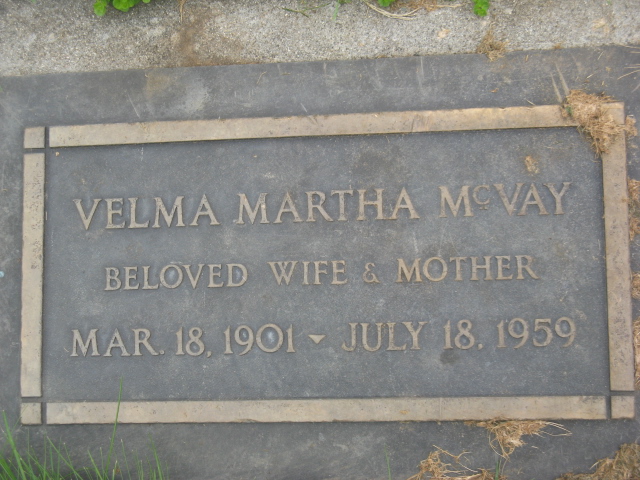 VELMA MARTHA McVAY
BELOVED WIFE & MOTHER
MAR. 18, 1901 - JULY 18, 1959